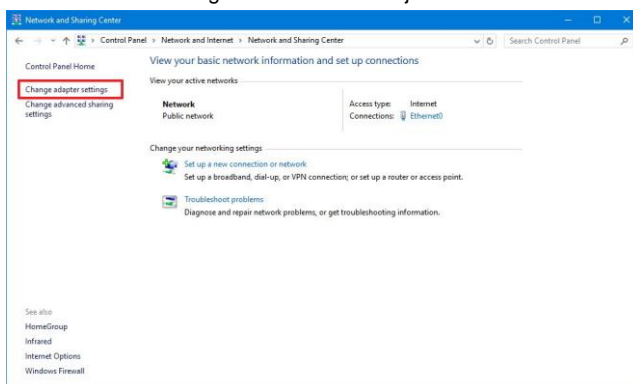 Network and Sharing Center
Control Panel > Network and Internet > Network and Sharing Center
Search Control Panel
Control Panel Home
Change adapter settings
Change advanced sharing
settings
View your basic network information and set up connections
View your active networks
Network
Public network
Access type: Internet
Connections: Ethernet0
Change your networking settings
Set up a new connection or network
Set up a broadband, dial-up, or VPN connection; or set up a router or access point.
Troubleshoot problems
Diagnose and repair network problems, or get troubleshooting information.
See also
HomeGroup
Infrared
Internet Options
Windows Firewall